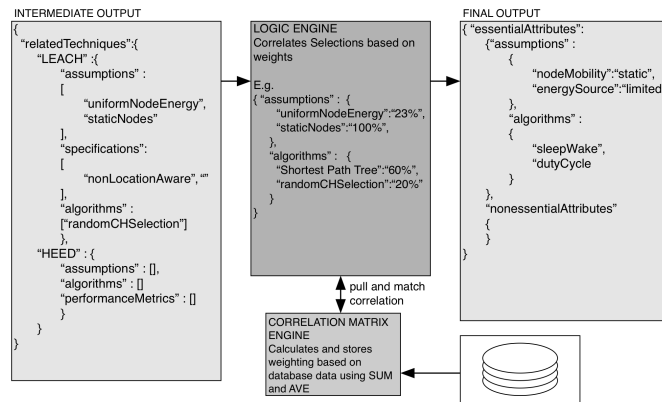 INTERMEDIATE OUTPUT
{
"relatedTechniques":{
“LEACH” :{
“assumptions” :
[
“uniformNodeEnergy”,
“staticNodes”
],
“specifications”:
[
“nonLocationAware”,“”
],
“algorithms” :
[“randomCHSelection”]
},
“HEED” : {
“assumptions” : [],
“algorithms” : []
“performanceMetrics” : []
}
}
}
LOGIC ENGINE
Correlates Selections based on
weights
E.g.
{ “assumptions” : {
“uniformNodeEnergy”:“23%”,
“staticNodes”:“100%”,
},
“algorithms” : {
“Shortest Path Tree”:“60%”,
“randomCHSelection”:“20%”
}
}
pull and match
correlation
CORRELATION MATRIX
ENGINE
Calculates and stores
weighting based on
database data using SUM
and AVE
FINAL OUTPUT
{ “essentialAttributes”:
{“assumptions” :
{
“nodeMobility”:“static”,
“energySource”:“limited
},
“algorithms” :
{
“sleepWake”,
“dutyCycle
}
},
“nonessentialAttributes”
{
}
}